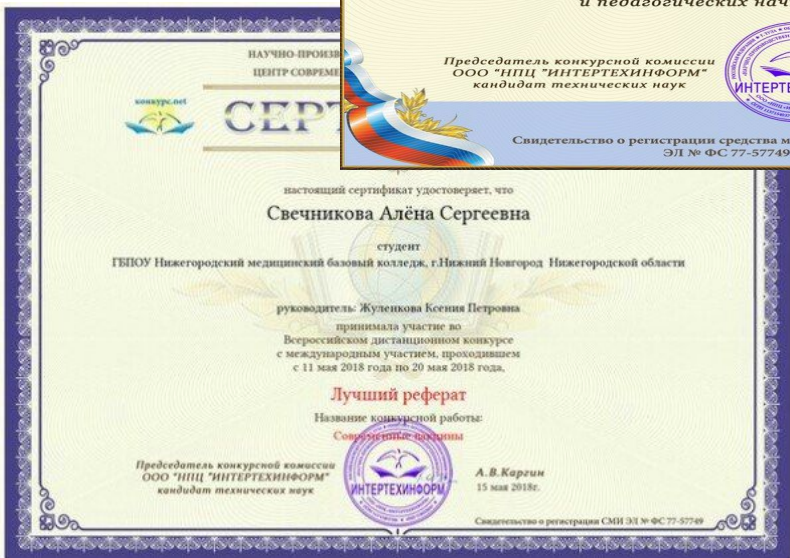 и педагогических нач
Председатель конкурсной комиссии
ООО "НПЦ "ИНТЕРТЕХИНФОРМ"
кандидат технических наук
ИНТЕРТЕ
Свидетельство о регистрации средства м
ЭЛ № ФС 77-57749
НАУЧНО-ПРОИЗВ
ЦЕНТР СОВРЕМЕ
конкурс.net
СЕРТ
настоящий сертификат удостоверяет, что
Свечникова Алёна Сергеевна
студент
ГБПОУ Нижегородский медицинский базовый колледж, г.Нижний Новгород Нижегородской области
руководитель: Жуленкова Ксения Петровна
принимала участие во
Всероссийском дистанционном конкурсе
с международным участием, проходившем
с 11 мая 2018 года по 20 мая 2018 года,
Лучший реферат
Название конкурсной работы:
Современные вакцины
Председатель конкурсной комиссии
ООО "НПЦ "ИНТЕРТЕХИНФОРМ"
кандидат технических наук
ИНТЕРТЕХИНФОРМ
А.В.Каргин
15 мая 2018г.
Свидетельство о регистрации СМИ ЭЛ № ФС 77-57749